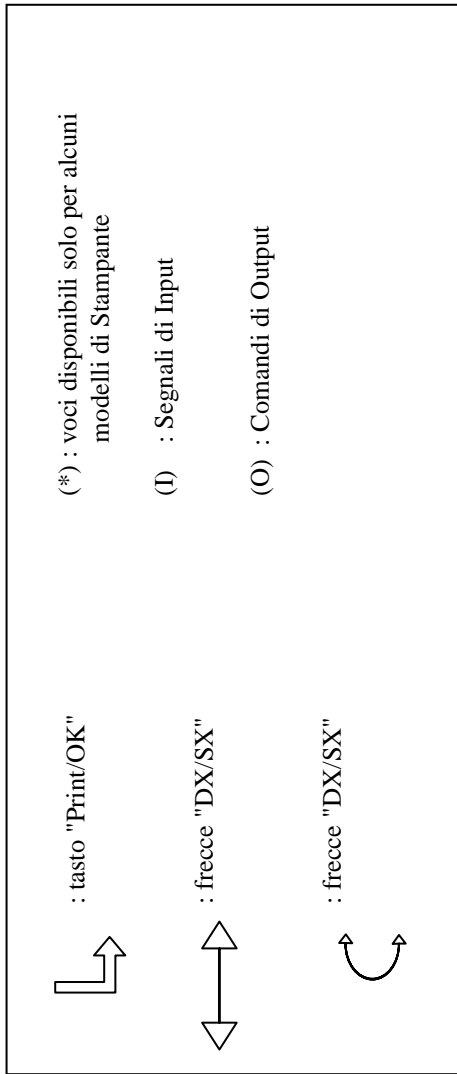 : tasto "Print/OK"
: frecce "DX/SX"
: frecce "DX/SX"
(*) : voci disponibili solo per alcuni
modelli di Stampante
(I) : Segnali di Input
(O) : Comandi di Output